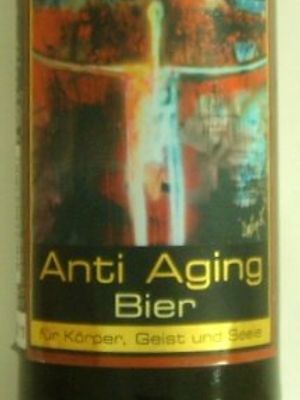 Anti Aging
Bier
für Körper, Geist und Seele